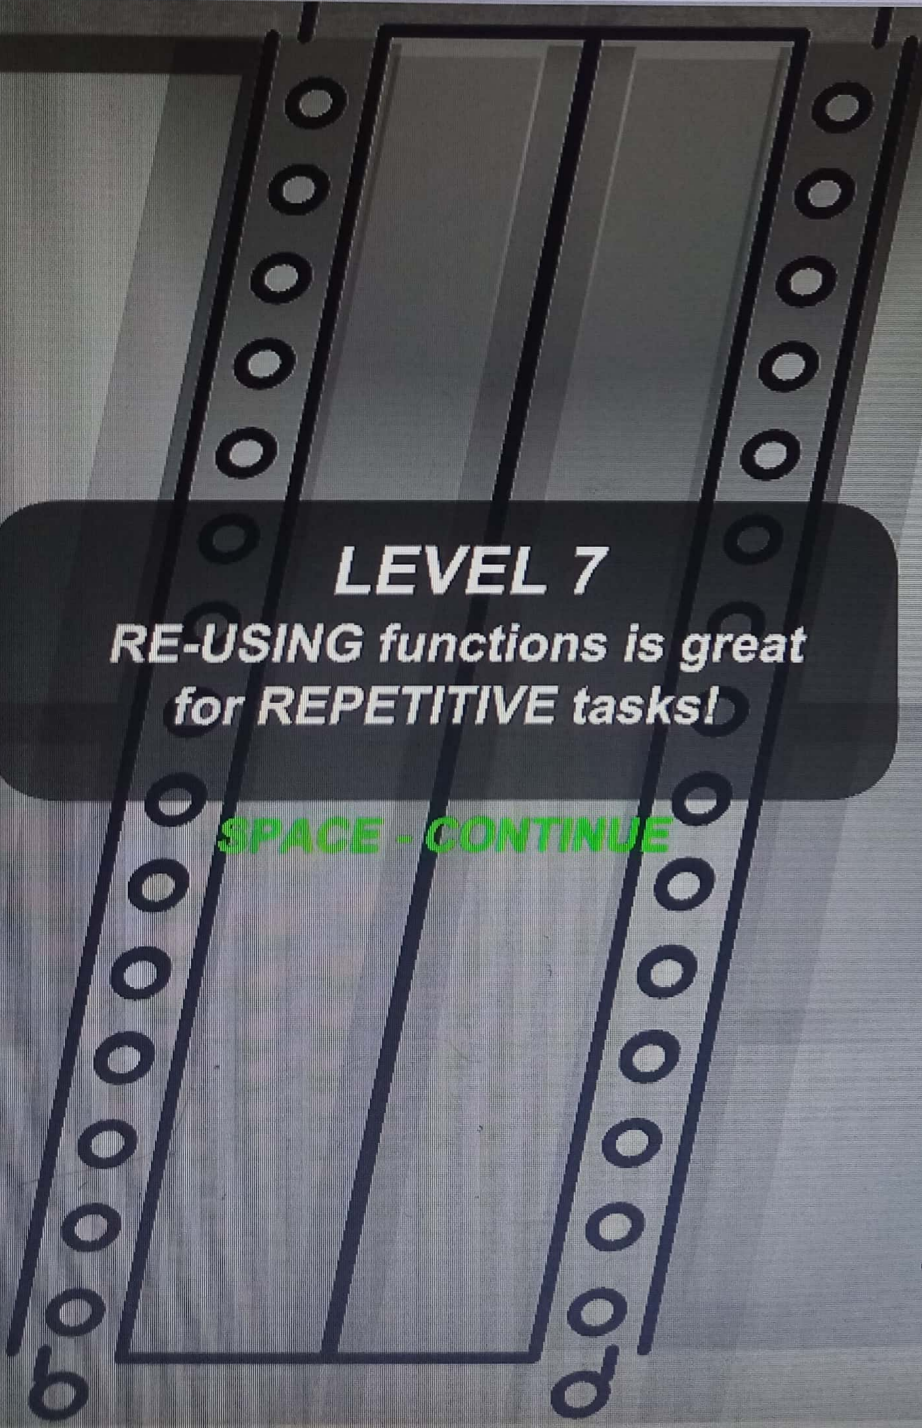 LEVEL 7
RE-USING functions is great
for REPETITIVE tasks!
SPACE - CONTINUE